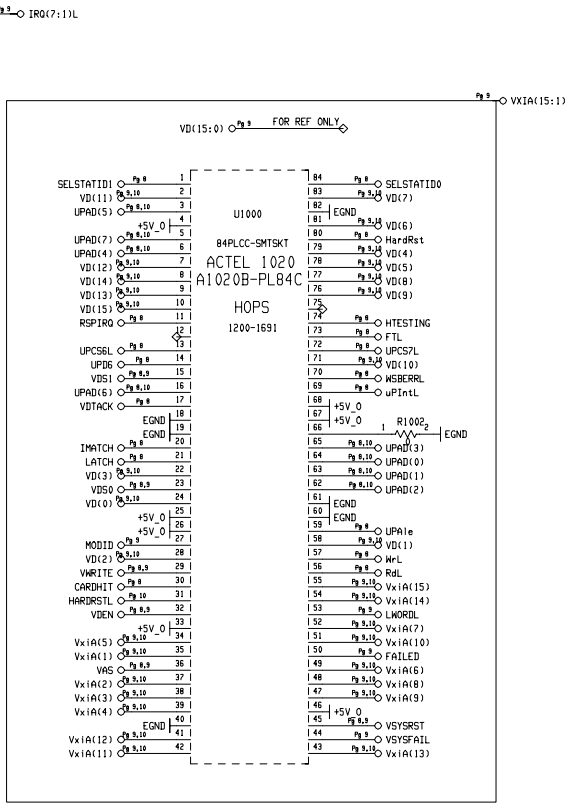 Pg 9 IRQ(7:1)L
Pg 9 VXIA(15:1)
VD(15:0) Pg 9 FOR REF ONLY
U1000
84PLCC-SMTSKT
ACTEL 1020
A1020B-PL84C
HOPS
1200-1691
SELSTATID1 Pg 8 1
VD(11) Pg 9,10 2
UPAD(5) Pg 8,10 3
+5V_0 4
UPAD(7) Pg 8,10 5
UPAD(4) Pg 8,10 6
VD(12) Pg 9,10 7
VD(14) Pg 9,10 8
VD(13) Pg 9,10 9
VD(15) Pg 9,10 10
RSPIRQ Pg 8 11
12
UPCS6L Pg 8 13
UPD6 Pg 8 14
VDS1 Pg 8,9 15
UPAD(6) Pg 8,10 16
VDTACK Pg 8 17
EGND 18
EGND 19
IMATCH Pg 8 20
LATCH Pg 8 21
VD(3) Pg 9,10 22
VDS0 Pg 8,9 23
VD(0) Pg 9,10 24
+5V_0 25
+5V_0 26
MODID Pg 9 27
VD(2) Pg 9,10 28
VWRITE Pg 8,9 29
CARDHIT Pg 8 30
HARDRSTL Pg 10 31
VDEN Pg 8,9 32
+5V_0 33
VxiA(5) Pg 9,10 34
VxiA(1) Pg 9,10 35
VAS Pg 8,9 36
VxiA(2) Pg 9,10 37
VxiA(3) Pg 9,10 38
VxiA(4) Pg 9,10 39
EGND 40
VxiA(12) Pg 9,10 41
VxiA(11) Pg 9,10 42
84 Pg 8 SELSTATID0
83 Pg 9,10 VD(7)
82 EGND
81 Pg 9,10 VD(6)
80 Pg 8 HardRst
79 Pg 9,10 VD(4)
78 Pg 9,10 VD(5)
77 Pg 9,10 VD(8)
76 Pg 9,10 VD(9)
75
74 Pg 8 HTESTING
73 Pg 8 FTL
72 Pg 8 UPCS7L
71 Pg 9,10 VD(10)
70 Pg 8 WSBERRL
69 Pg 8 uPIntL
68 +5V_0
67 +5V_0
66 1 R1002 2 EGND
0
65 Pg 8,10 UPAD(3)
64 Pg 8,10 UPAD(0)
63 Pg 8,10 UPAD(1)
62 Pg 8,10 UPAD(2)
61 EGND
60 EGND
59 Pg 8 UPAle
58 Pg 9,10 VD(1)
57 Pg 8 WrL
56 Pg 8 RdL
55 Pg 9,10 VxiA(15)
54 Pg 9,10 VxiA(14)
53 Pg 9 LWORDL
52 Pg 9,10 VxiA(7)
51 Pg 9,10 VxiA(10)
50 Pg 9 FAILED
49 Pg 9,10 VxiA(6)
48 Pg 9,10 VxiA(8)
47 Pg 9,10 VxiA(9)
46 +5V_0
45 Pg 8,9 VSYSRST
44 Pg 9 VSYSFAIL
43 Pg 9,10 VxiA(13)